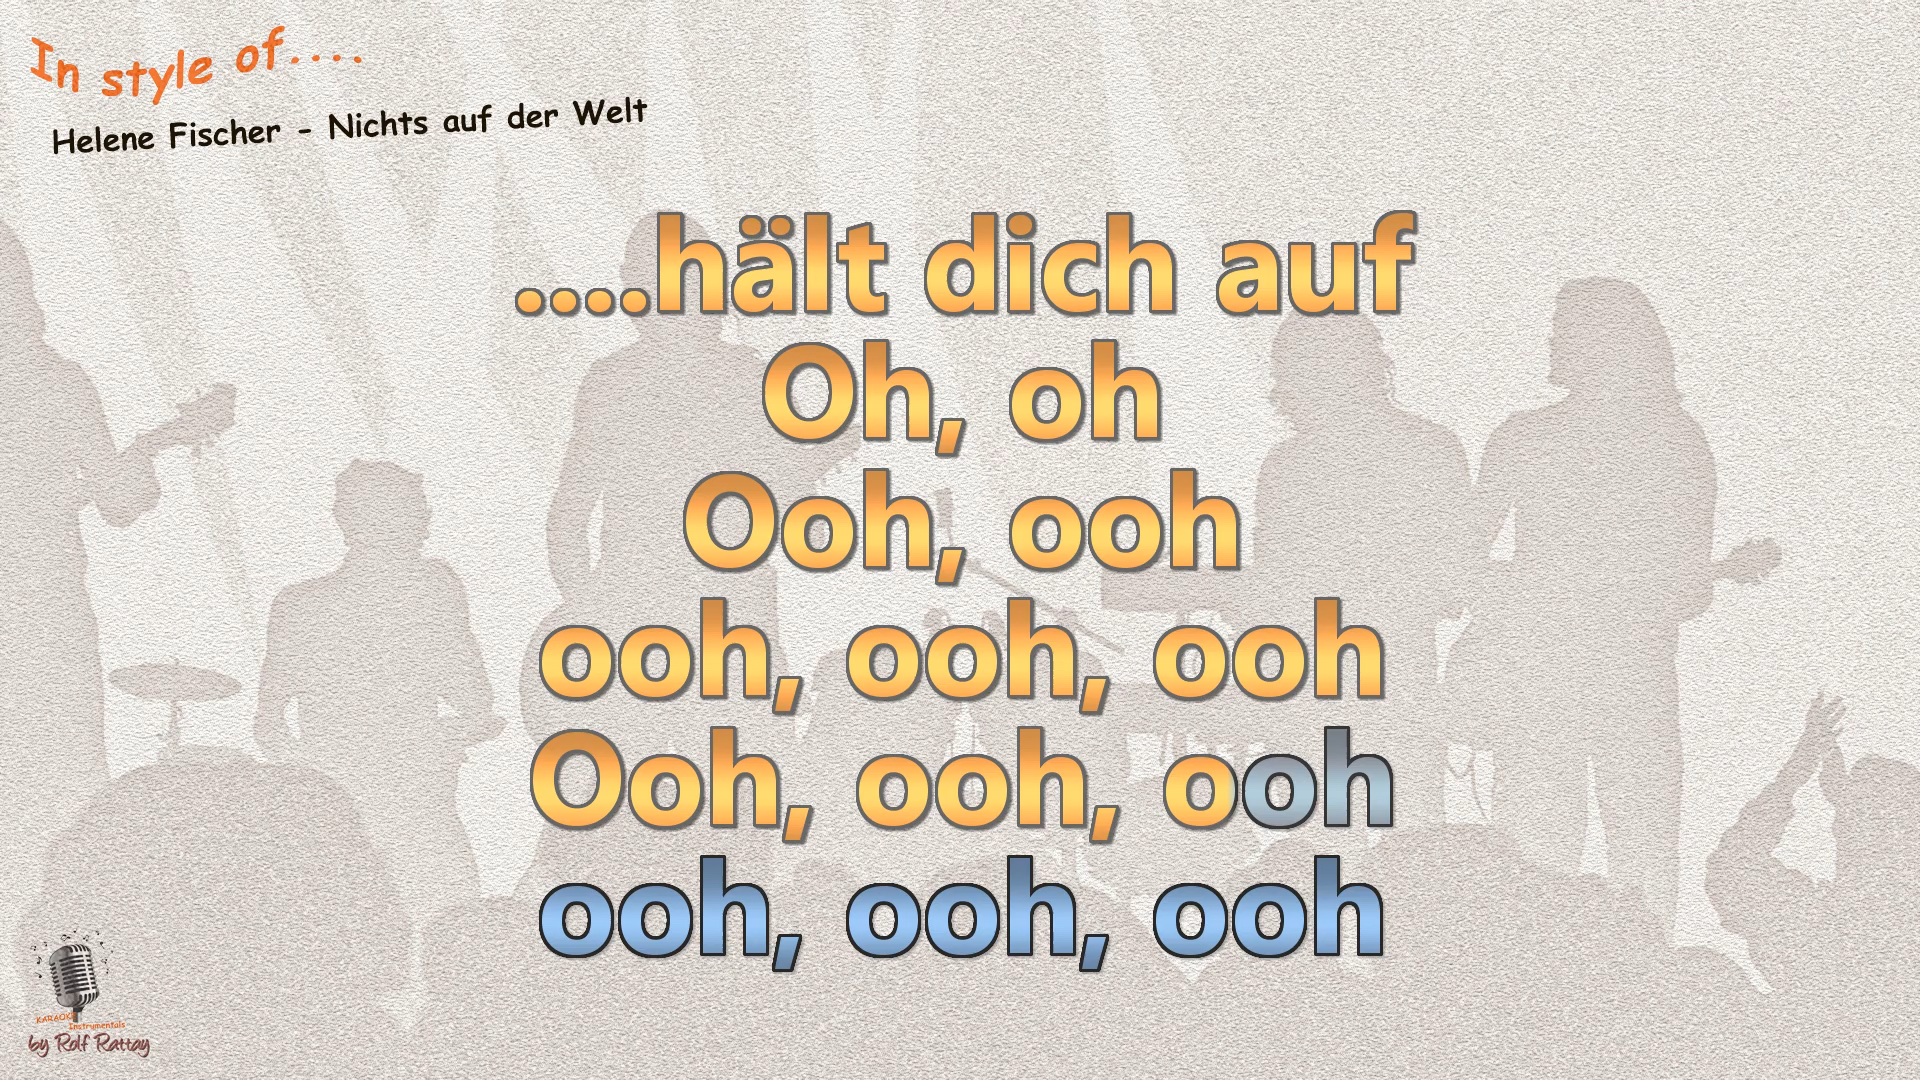 In style of....
Helene Fischer - Nichts auf der Welt
....hält dich auf
Oh, oh
Ooh, ooh
ooh, ooh, ooh
Ooh, ooh, ooh
ooh, ooh, ooh
KARAOKE
Instrumentals
by Rolf Rattay